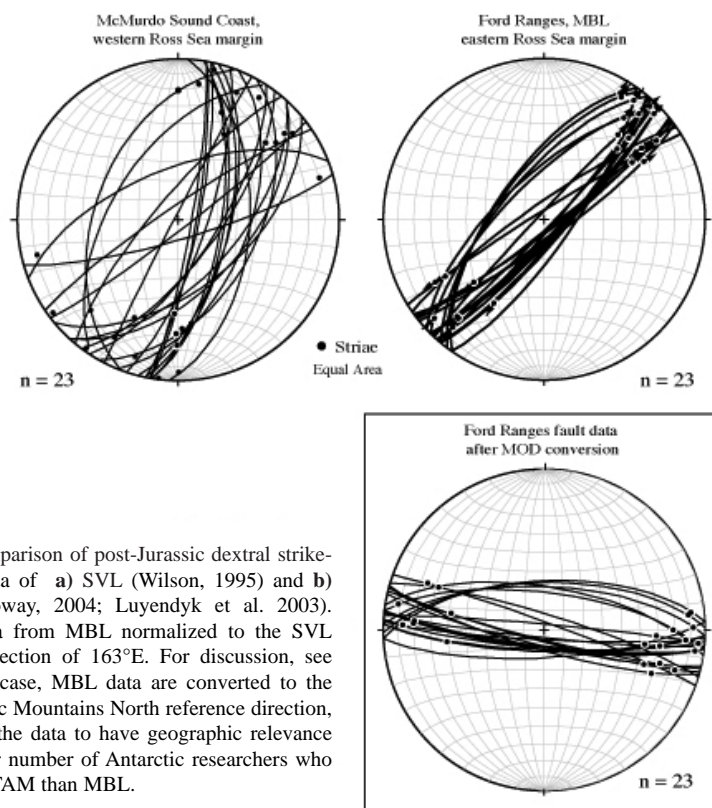 McMurdo Sound Coast,
western Ross Sea margin
Ford Ranges, MBL
eastern Ross Sea margin
Striae
Equal Area
n = 23
n = 23
Ford Ranges fault data
after MOD conversion
n = 23
parison of post-Jurassic dextral strike-
a of a) SVL (Wilson, 1995) and b)
oway, 2004; Luyendyk et al. 2003).
from MBL normalized to the SVL
ection of 163°E. For discussion, see
case, MBL data are converted to the
ic Mountains North reference direction,
the data to have geographic relevance
r number of Antarctic researchers who
TAM than MBL.